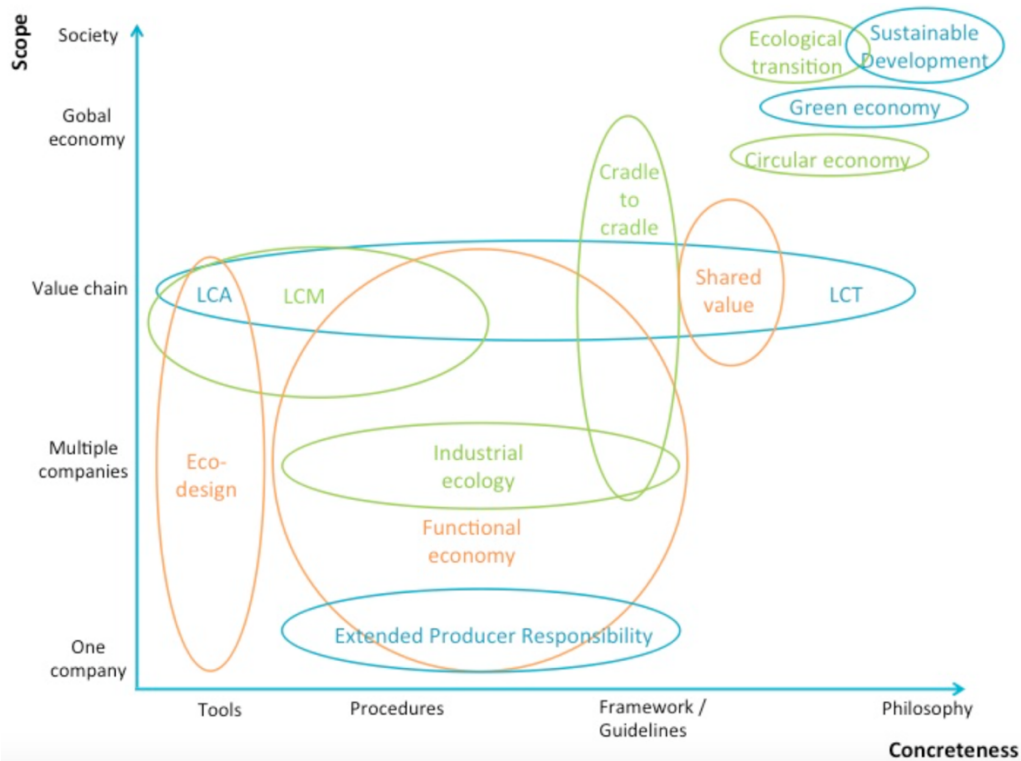 Scope
Society
Ecological
transition
Sustainable
Development
Gobal
economy
Green economy
Circular economy
Cradle
to
cradle
Value chain
LCA
LCM
Shared
value
LCT
Multiple
companies
Eco-
design
Industrial
ecology
Functional
economy
One
company
Extended Producer Responsibility
Tools
Procedures
Framework /
Guidelines
Philosophy
Concreteness